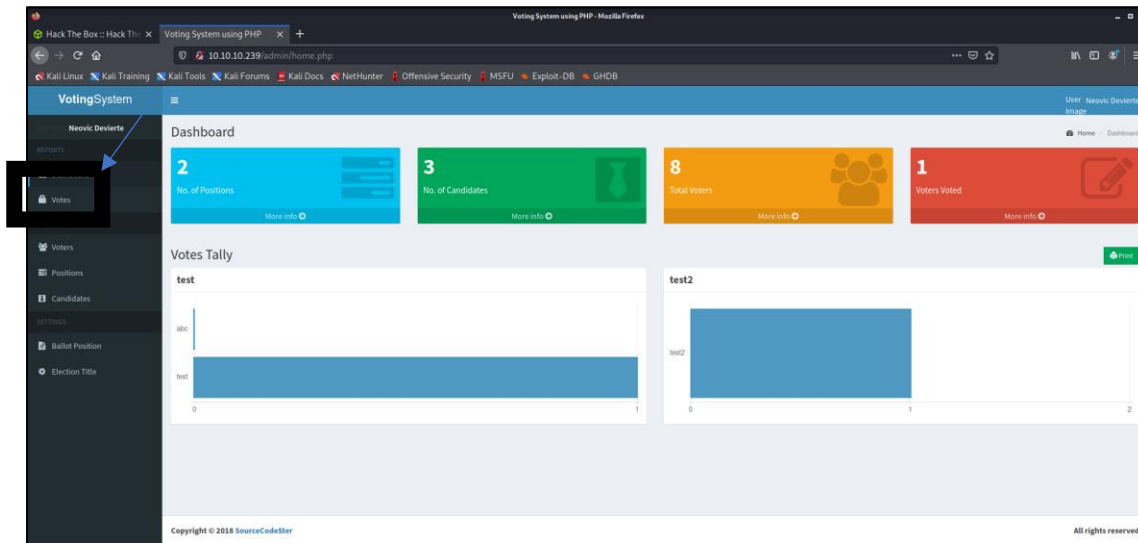 Voting System using PHP - Mozilla Firefox
Hack The Box :: Hack Th
Voting System using PHP
10.10.10.239/admin/home.php
Kali Linux Kali Training Kali Tools Kali Forums Kali Docs NetHunter Offensive Security MSFU Exploit-DB GHDB
VotingSystem
User Image Neovic Devierte
Neovic Devierte
REPORTS
Votes
Voters
Positions
Candidates
SETTINGS
Ballot Position
Election Title
Dashboard
Home Dashboard
2
No. of Positions
More info
3
No. of Candidates
More info
8
Total Voters
More info
1
Voters Voted
More info
Votes Tally
Print
test
abc
test
0 1
test2
test2
0 1 2
Copyright © 2018 SourceCodeSter
All rights reserved